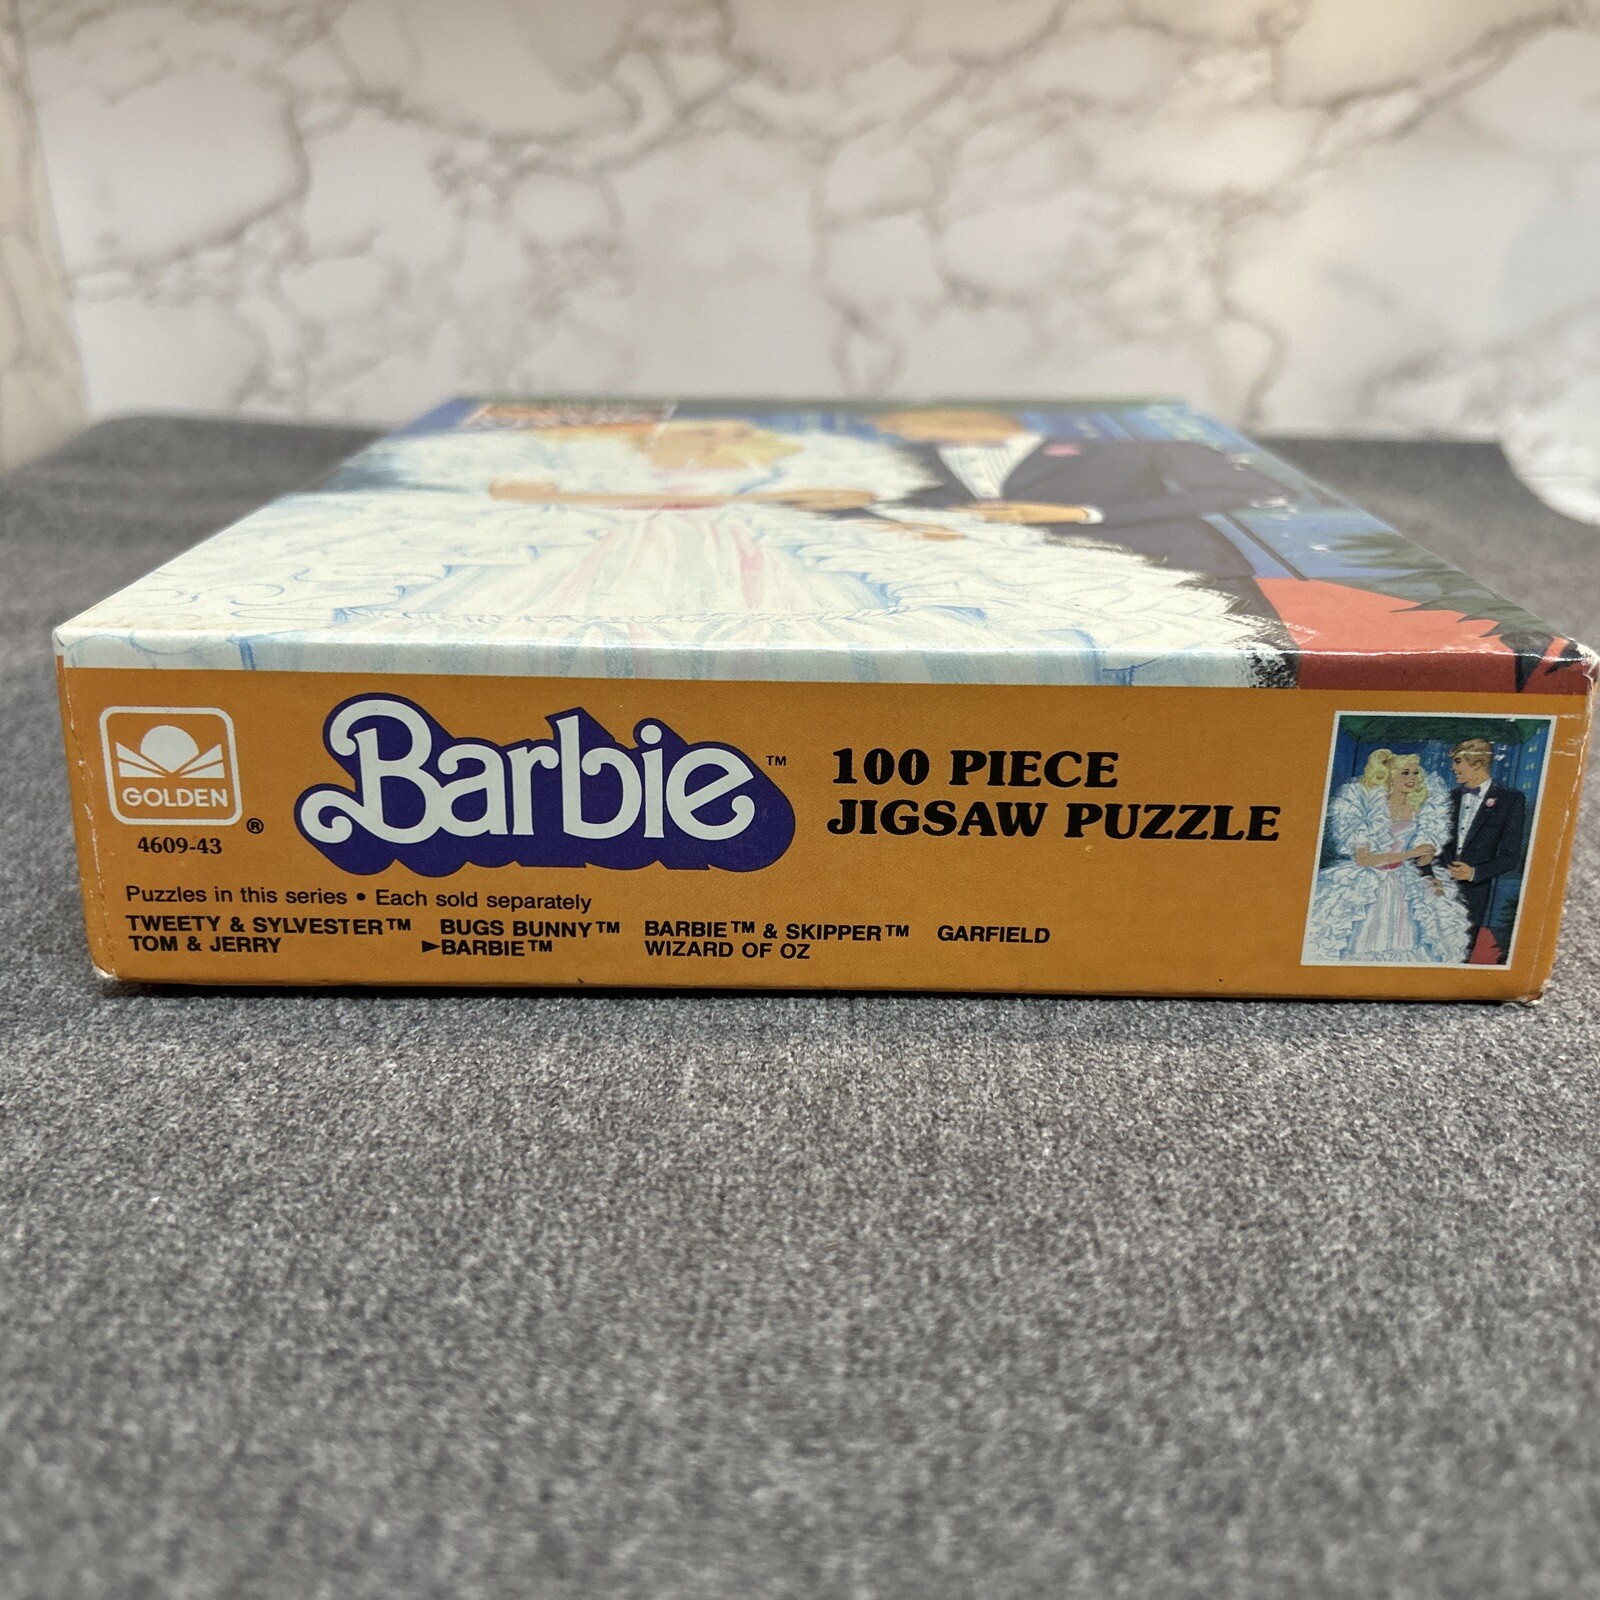 GOLDEN
®
4609-43
Barbie™
100 PIECE
JIGSAW PUZZLE
Puzzles in this series • Each sold separately
TWEETY & SYLVESTER™ BUGS BUNNY™ BARBIE™ & SKIPPER™ GARFIELD
TOM & JERRY ►BARBIE™ WIZARD OF OZ